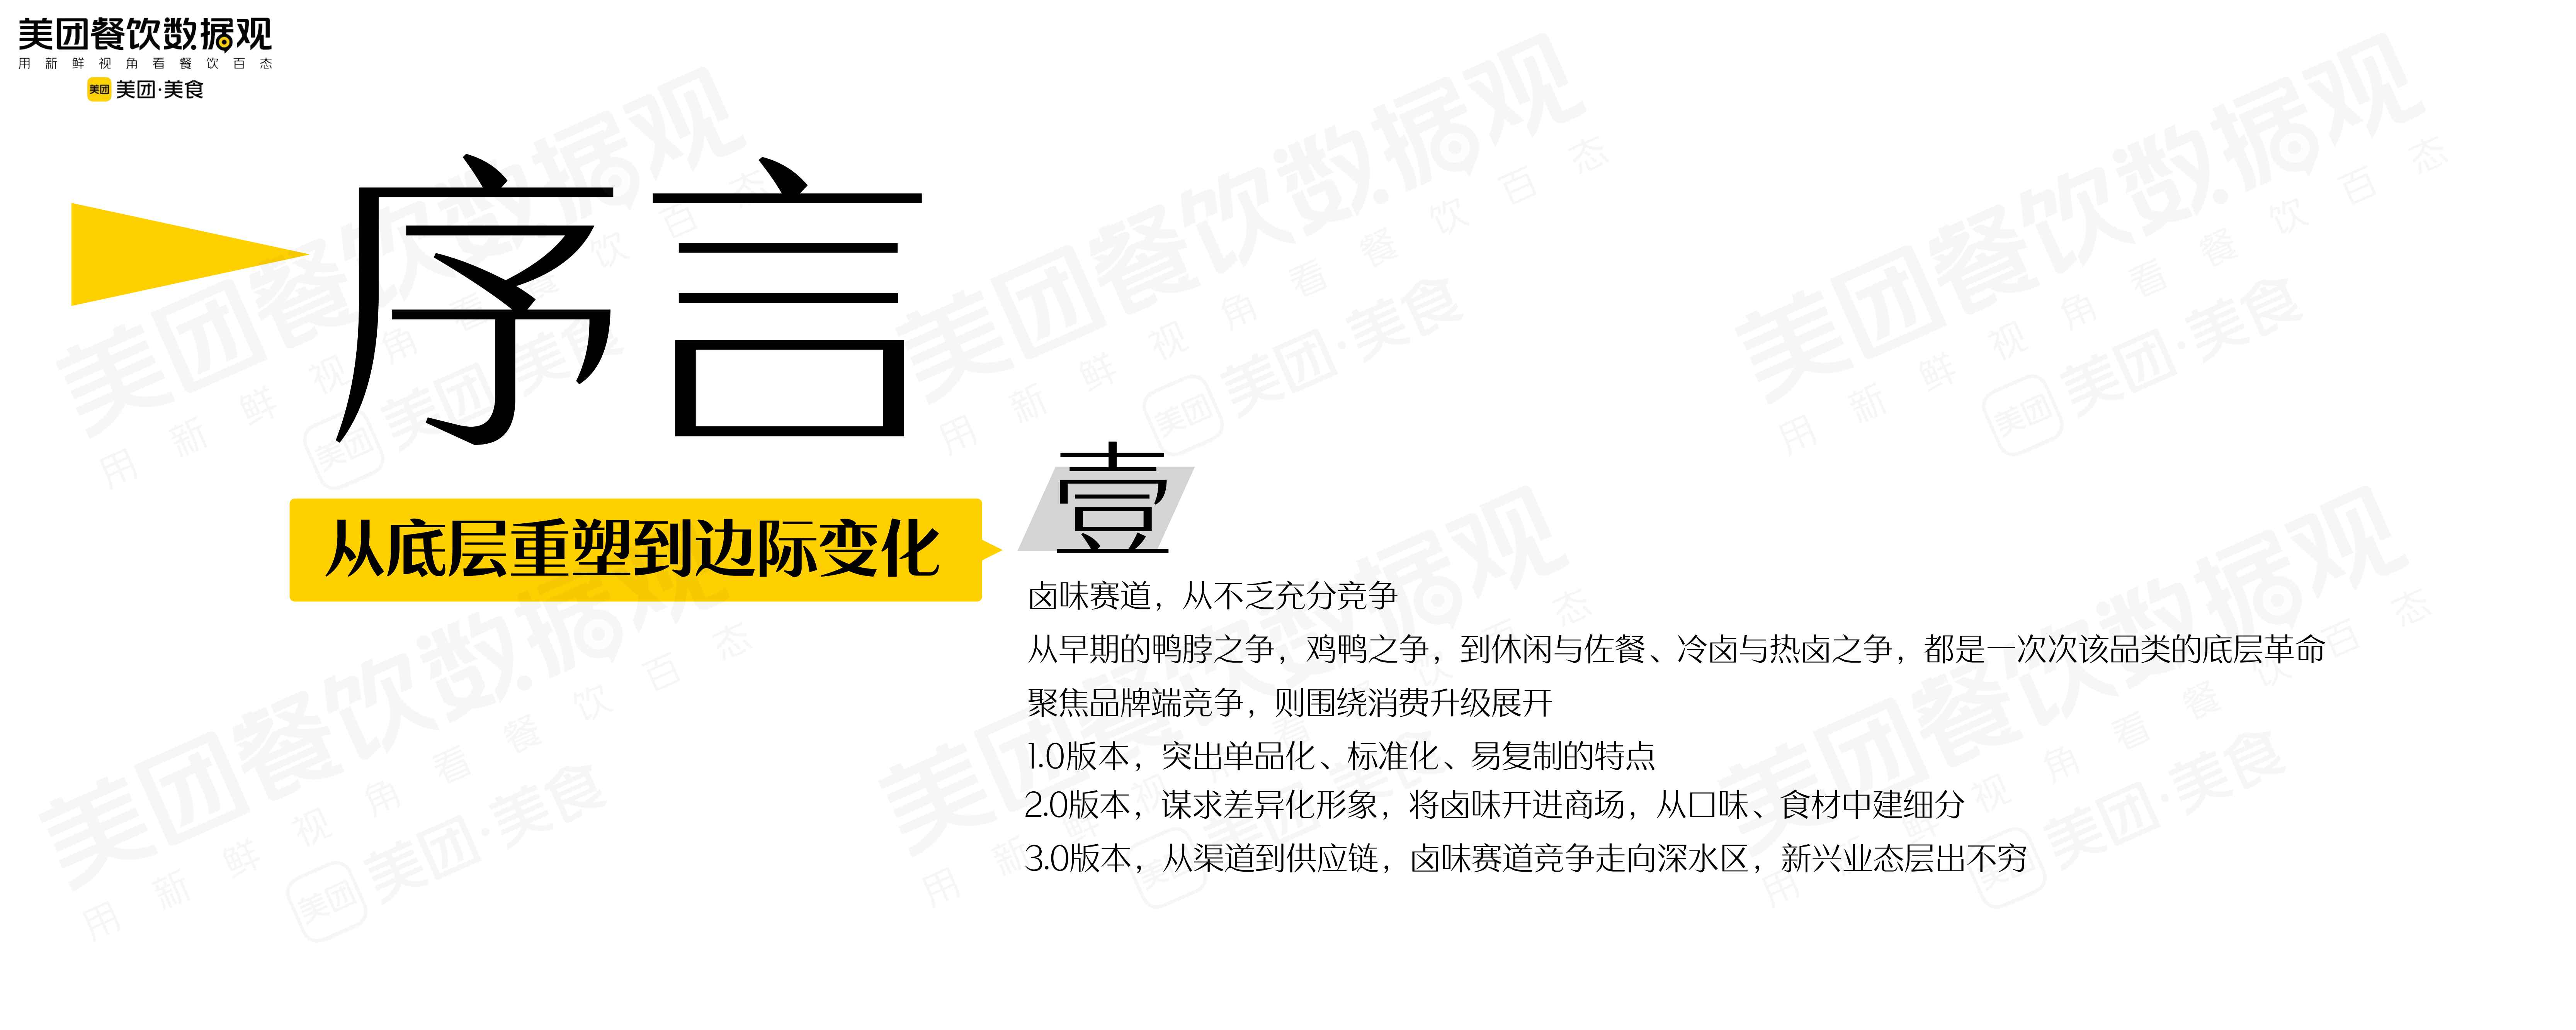 美团餐饮数据观
用新鲜视角看餐饮百态
美团 美团·美食
序言
从底层重塑到边际变化
壹
卤味赛道，从不乏充分竞争
从早期的鸭脖之争，鸡鸭之争，到休闲与佐餐、冷卤与热卤之争，都是一次次该品类的底层革命
聚焦品牌端竞争，则围绕消费升级展开
1.0版本，突出单品化、标准化、易复制的特点
2.0版本，谋求差异化形象，将卤味开进商场，从口味、食材中建细分
3.0版本，从渠道到供应链，卤味赛道竞争走向深水区，新兴业态层出不穷